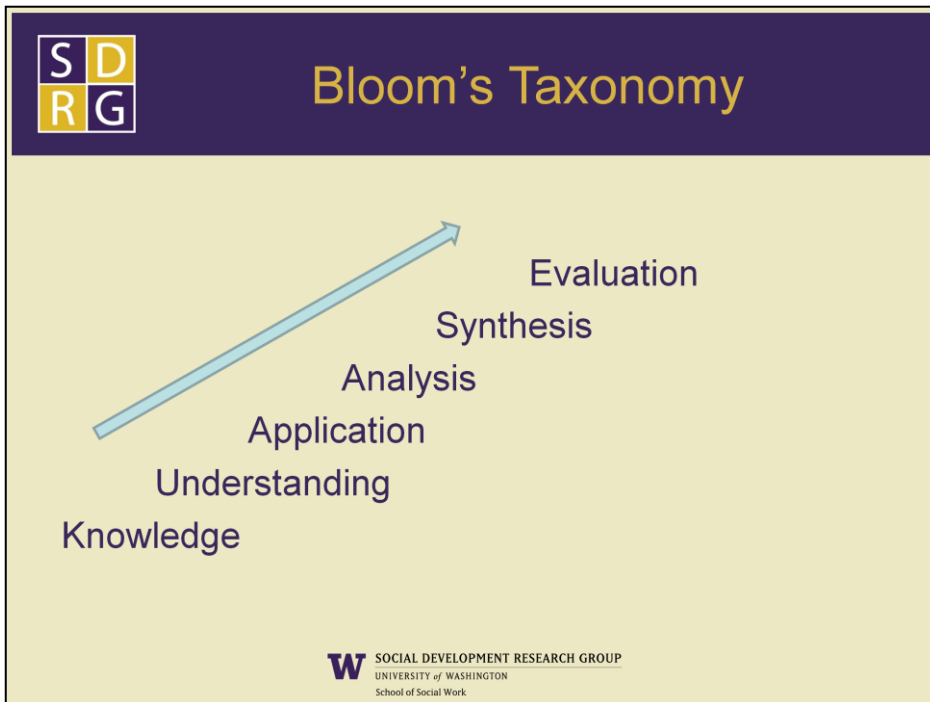 S D
R G
Bloom’s Taxonomy
Evaluation
Synthesis
Analysis
Application
Understanding
Knowledge
W SOCIAL DEVELOPMENT RESEARCH GROUP
UNIVERSITY of WASHINGTON
School of Social Work